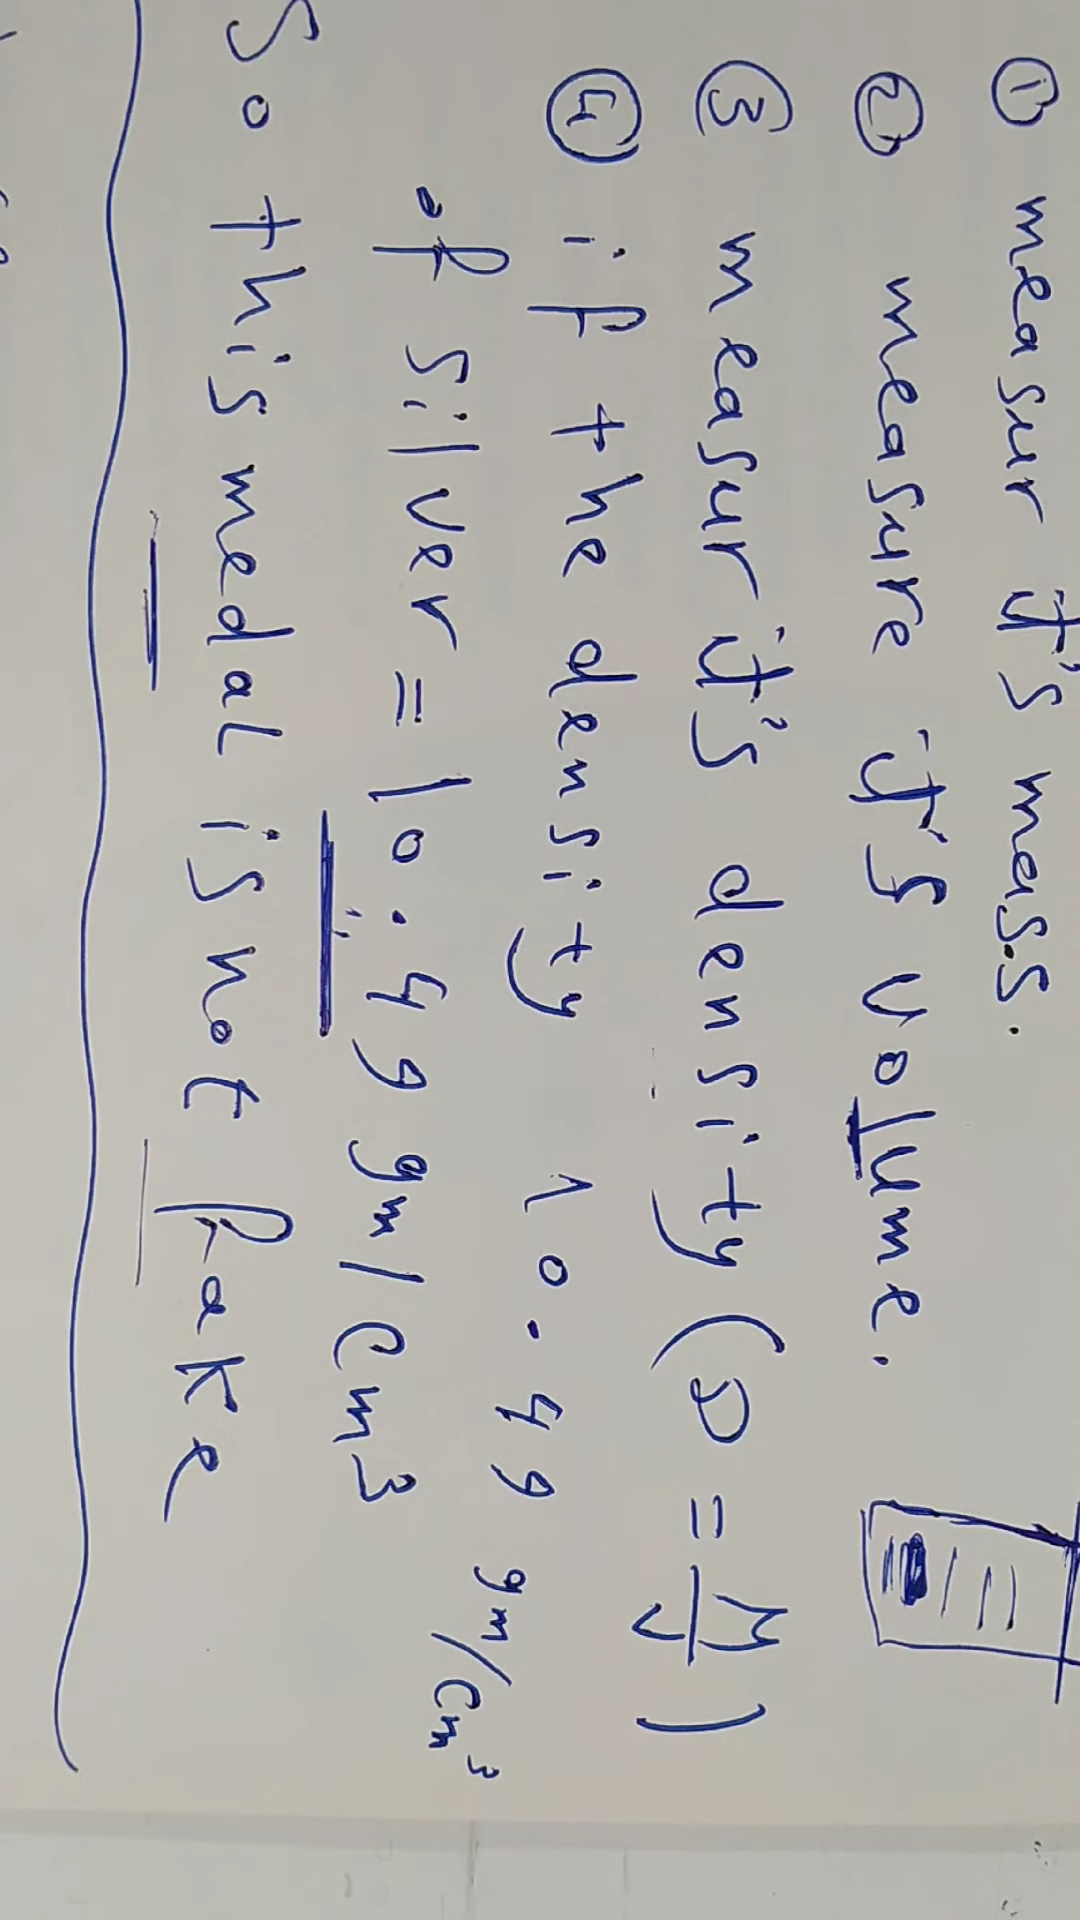 ① measur it's mass.
② measure it's volume.
③ measur it's density (D = M/V)
④ if the density 10.49 gm/cm³
of silver = 10.49 gm/cm³
So this medal is not fake